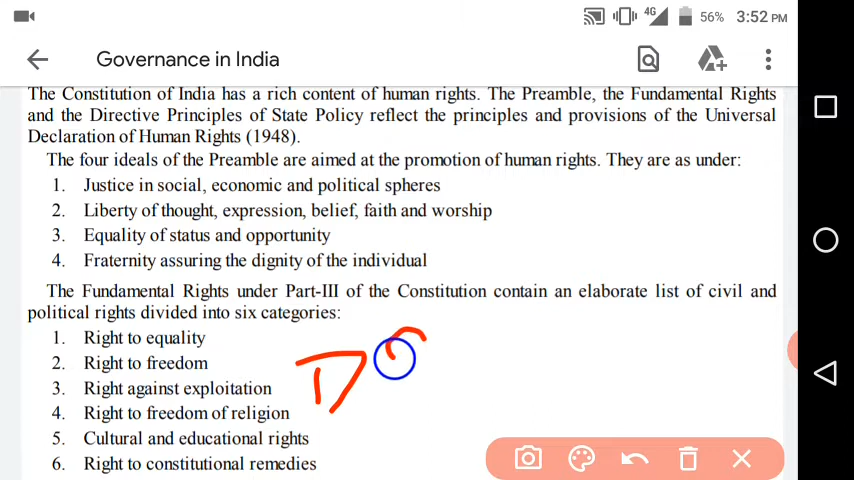 4G 56% 3:52 PM
Governance in India
The Constitution of India has a rich content of human rights. The Preamble, the Fundamental Rights
and the Directive Principles of State Policy reflect the principles and provisions of the Universal
Declaration of Human Rights (1948).
The four ideals of the Preamble are aimed at the promotion of human rights. They are as under:
1. Justice in social, economic and political spheres
2. Liberty of thought, expression, belief, faith and worship
3. Equality of status and opportunity
4. Fraternity assuring the dignity of the individual
The Fundamental Rights under Part-III of the Constitution contain an elaborate list of civil and
political rights divided into six categories:
1. Right to equality
2. Right to freedom
3. Right against exploitation
4. Right to freedom of religion
5. Cultural and educational rights
6. Right to constitutional remedies